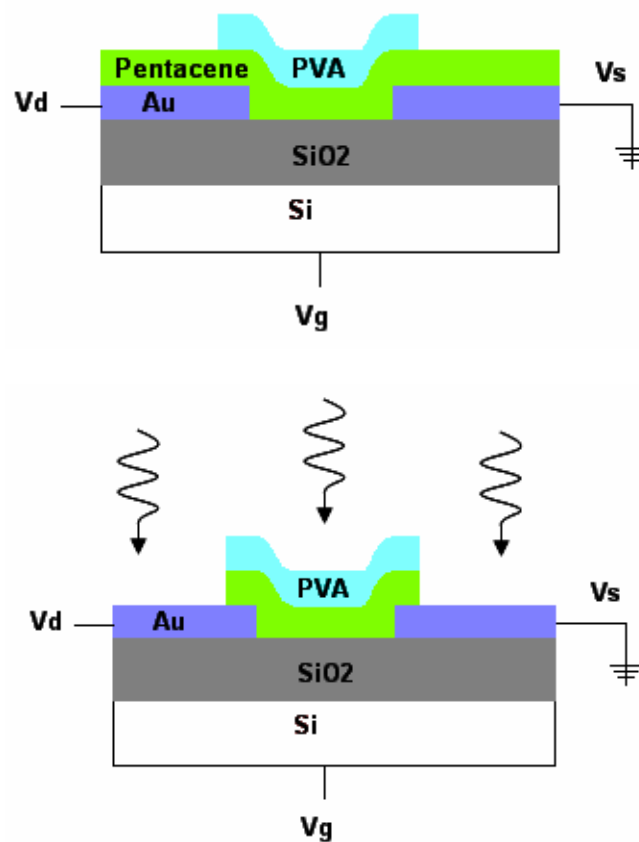 Pentacene PVA Vs
Vd Au
SiO2
Si
Vg
PVA Vs
Vd Au
SiO2
Si
Vg